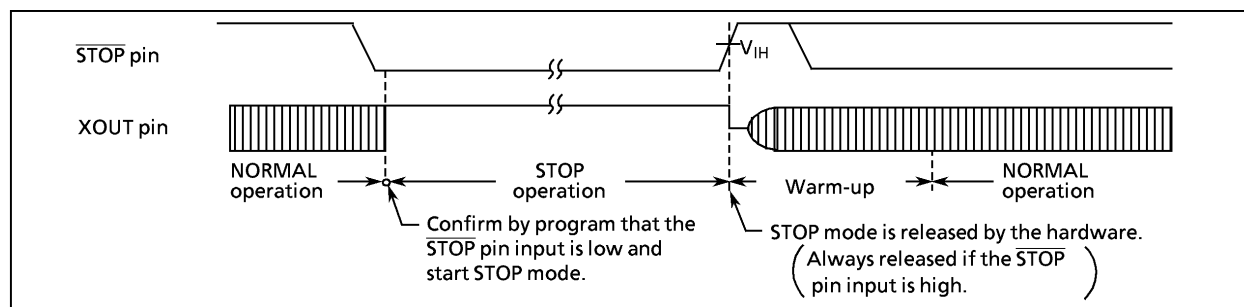 STOP pin
VIH
XOUT pin
NORMAL
operation
STOP
operation
Warm-up
NORMAL
operation
Confirm by program that the
STOP pin input is low and
start STOP mode.
STOP mode is released by the hardware.
(Always released if the STOP
pin input is high.)